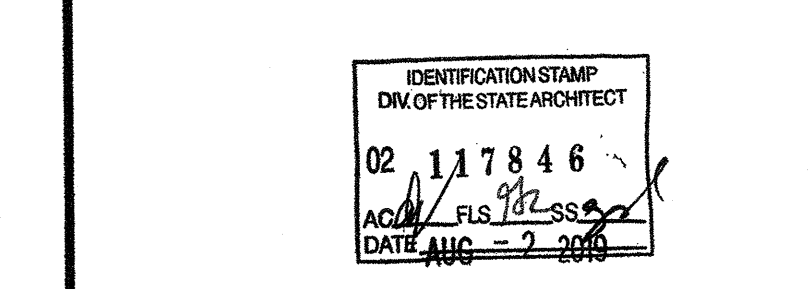 IDENTIFICATION STAMP
DIV. OF THE STATE ARCHITECT
02 117846
AC FLS SS
DATE AUG - 2 2019